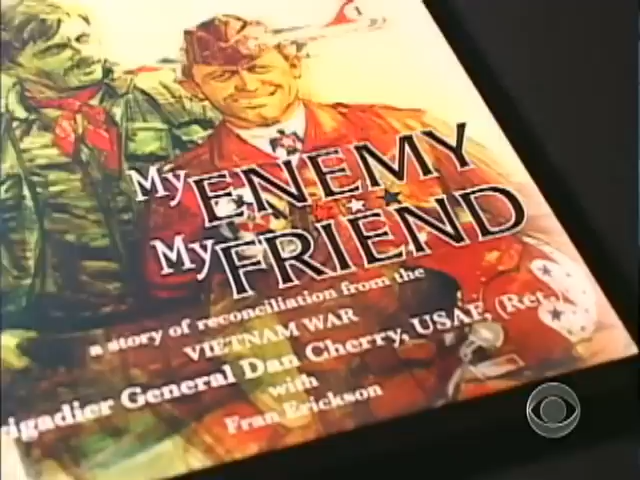 My ENEMY
My FRIEND
a story of reconciliation from the
VIETNAM WAR
rigadier General Dan Cherry, USAF, (Ret.)
with
Fran Erickson